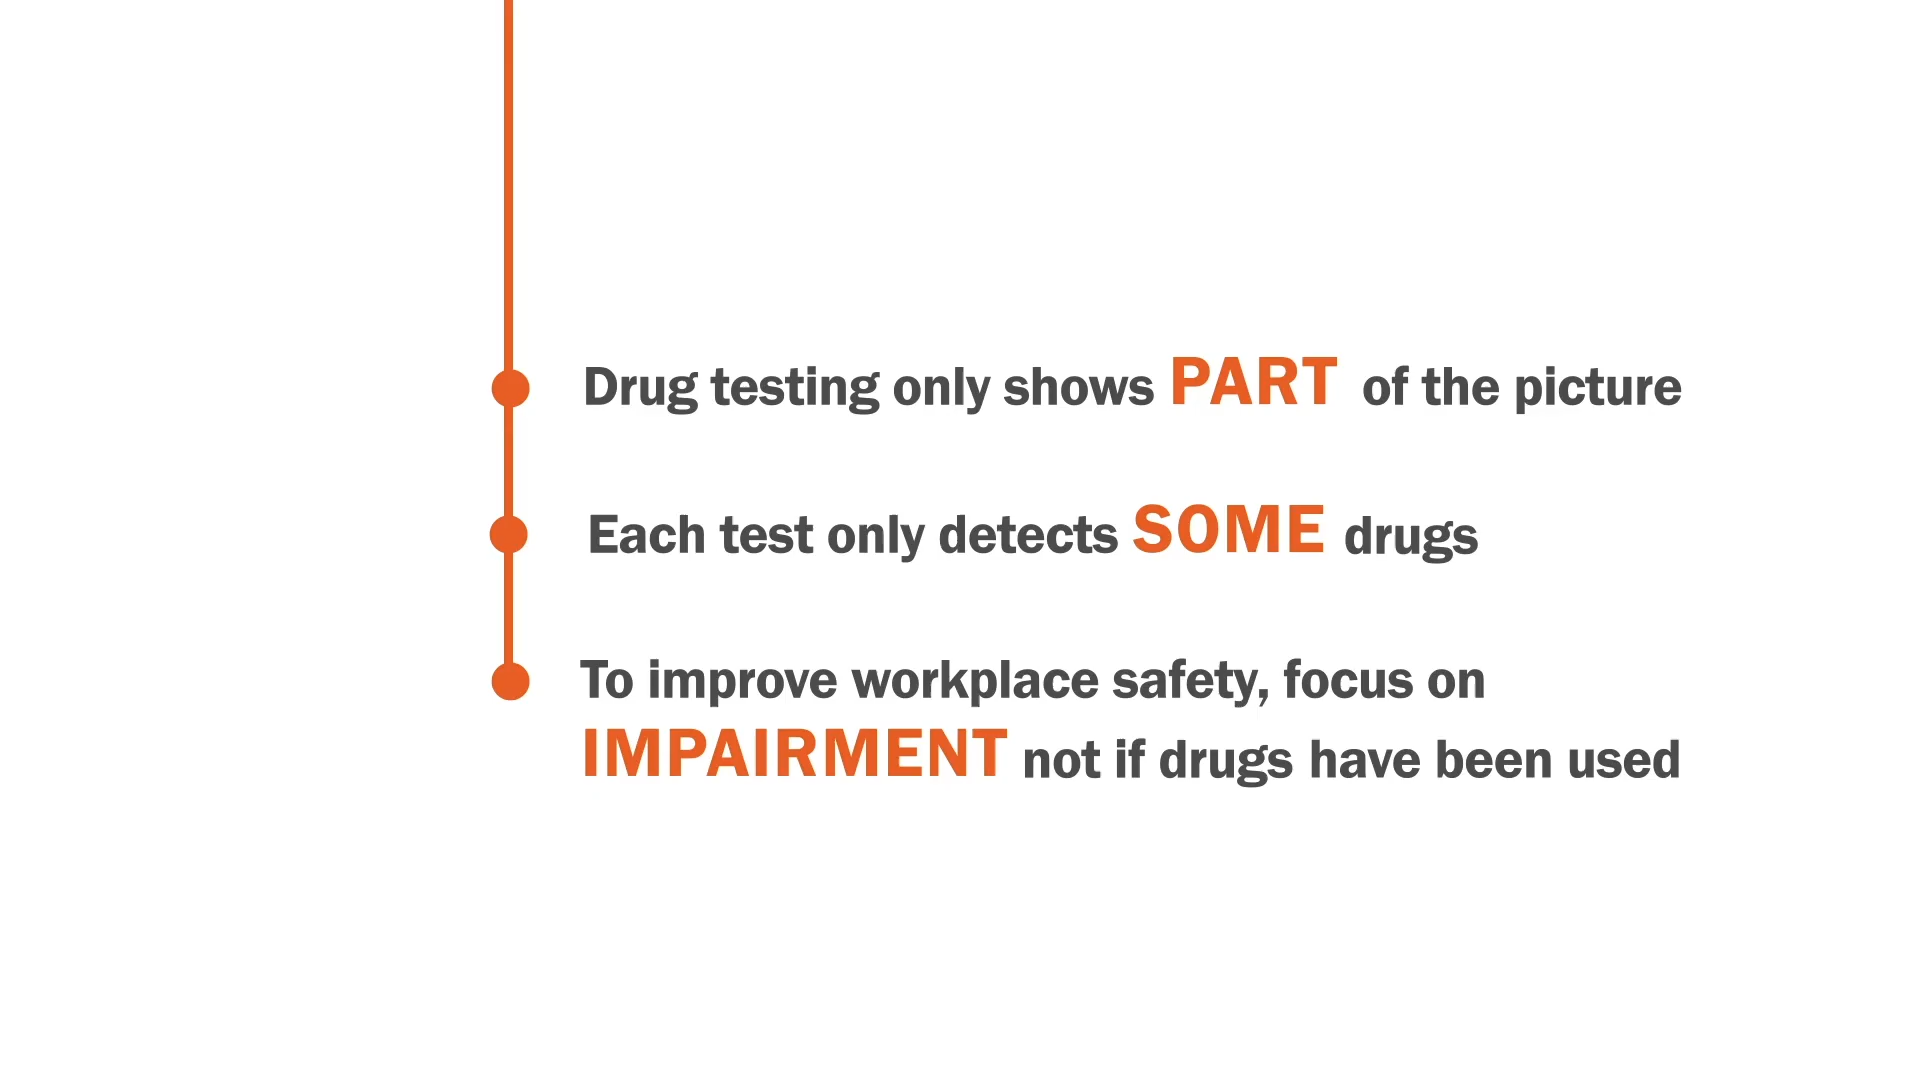 Drug testing only shows PART of the picture
Each test only detects SOME drugs
To improve workplace safety, focus on
IMPAIRMENT not if drugs have been used